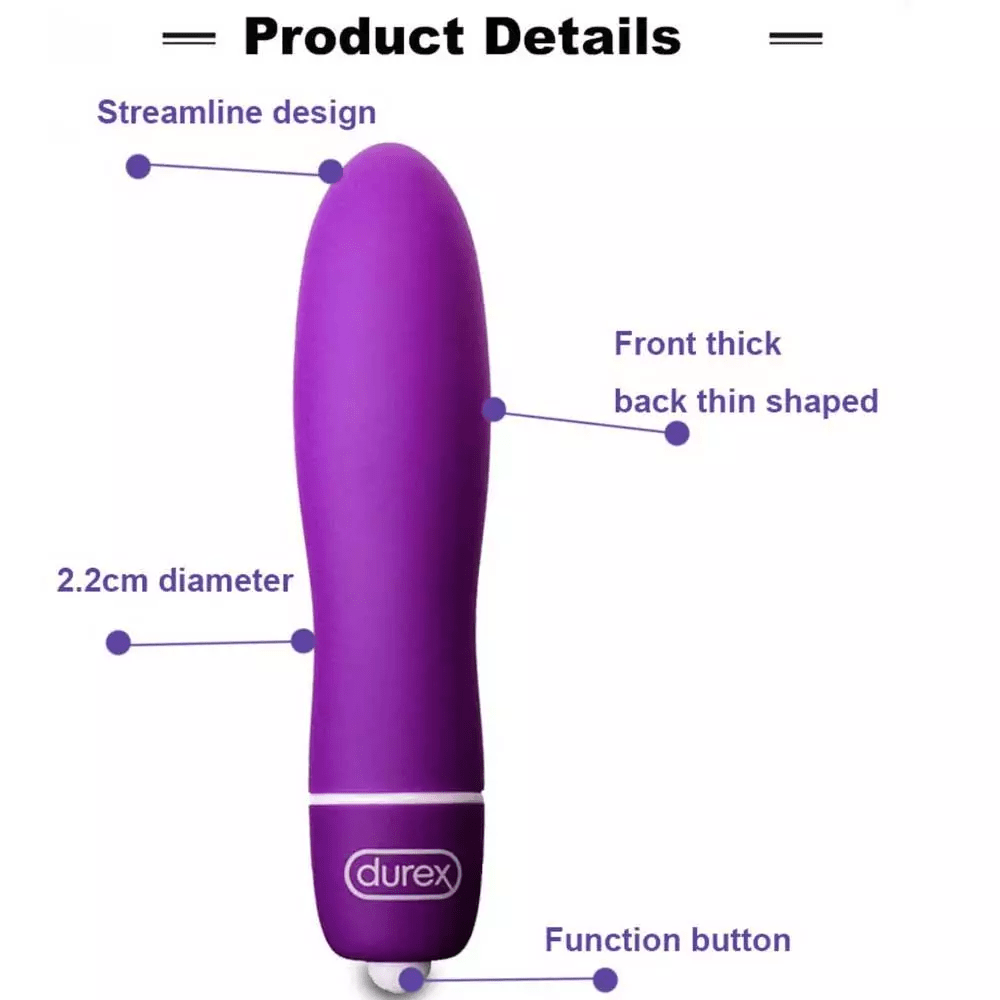 Product Details
Streamline design
Front thick
back thin shaped
2.2cm diameter
durex
Function button